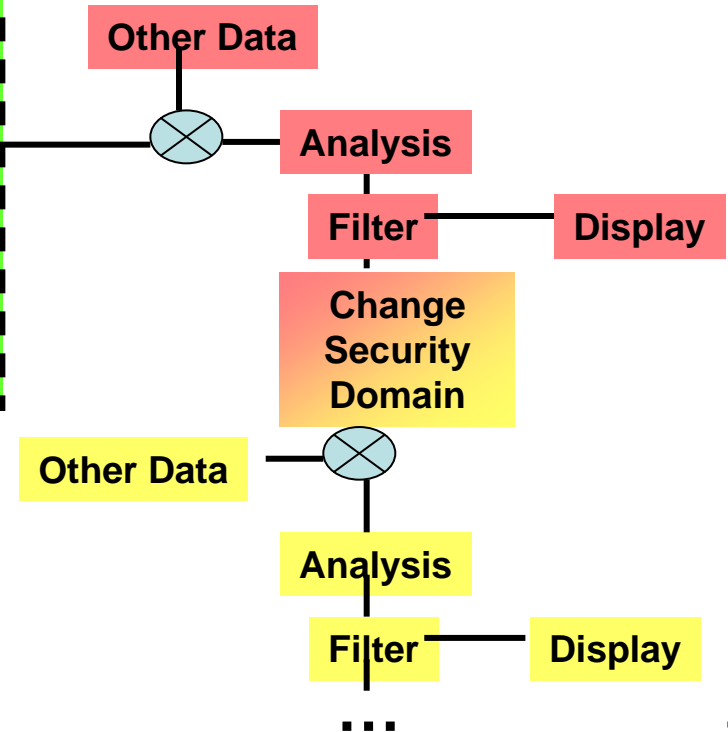 Other Data
Analysis
Filter
Display
Change
Security
Domain
Other Data
Analysis
Filter
Display
...